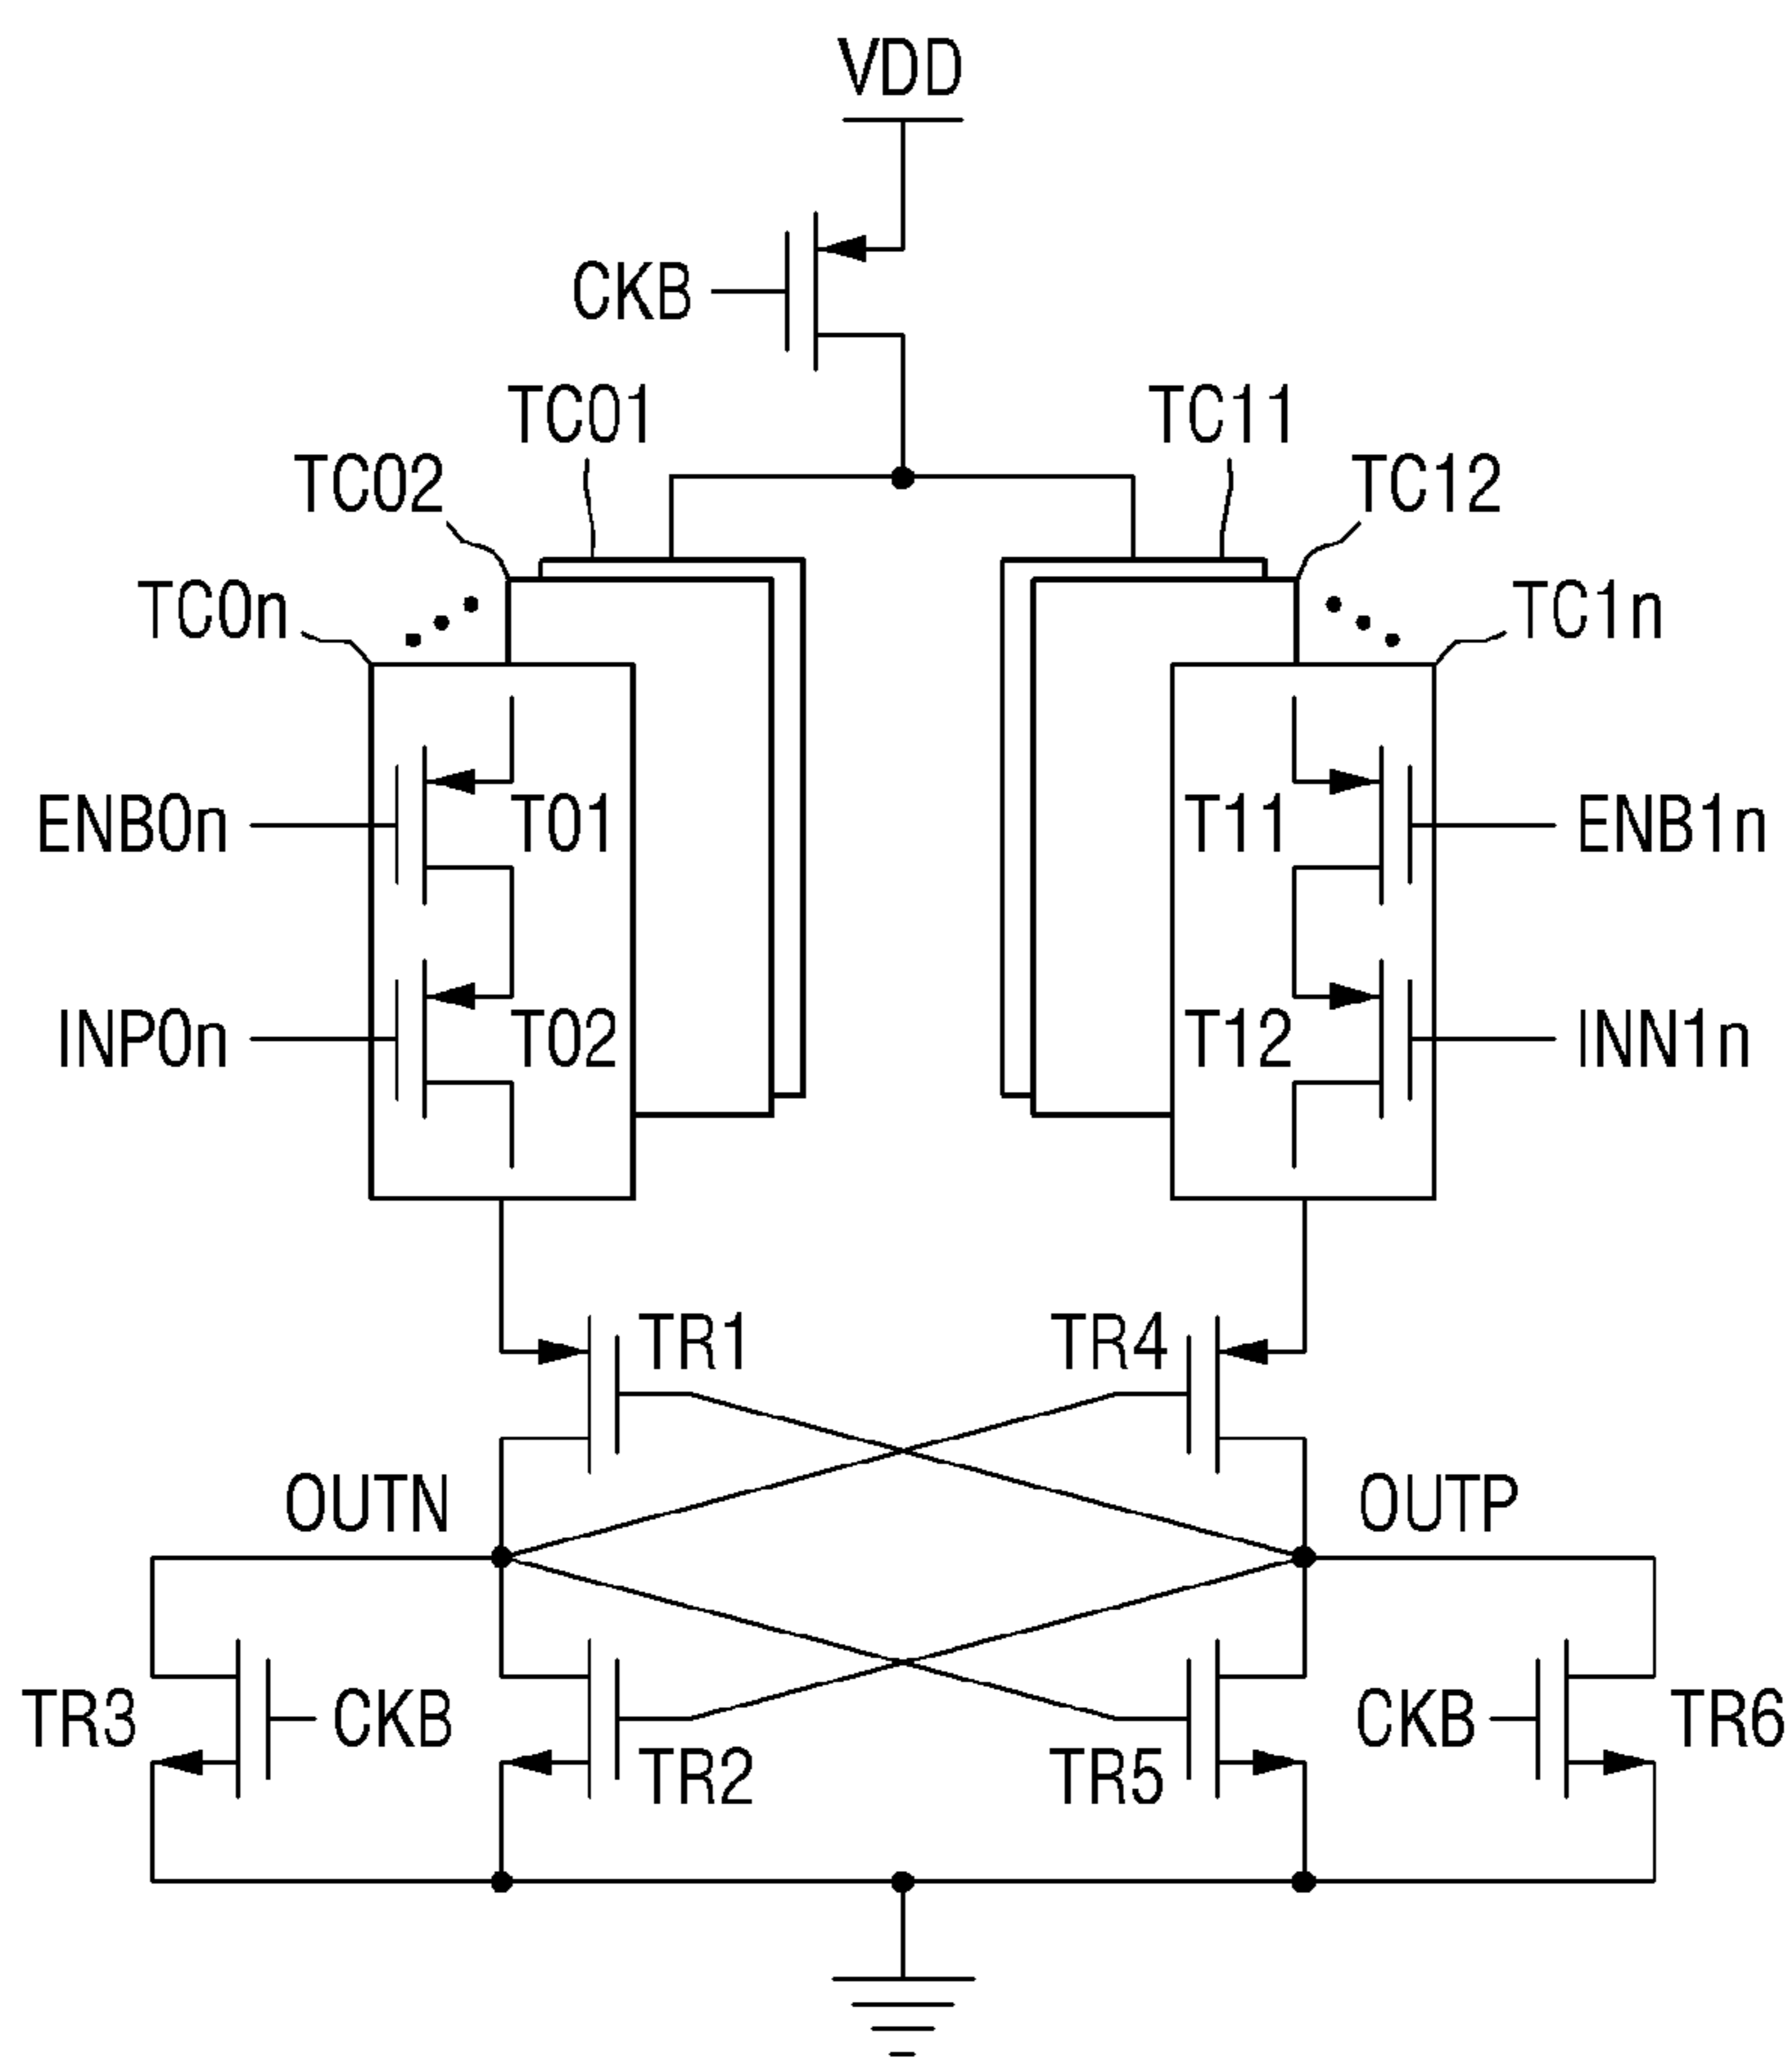 VDD
CKB
TC01
TC11
TC02
TC12
TC0n
TC1n
ENB0n
T01
T11
ENB1n
INP0n
T02
T12
INN1n
TR1
TR4
OUTN
OUTP
TR3
CKB
CKB
TR6
TR2
TR5